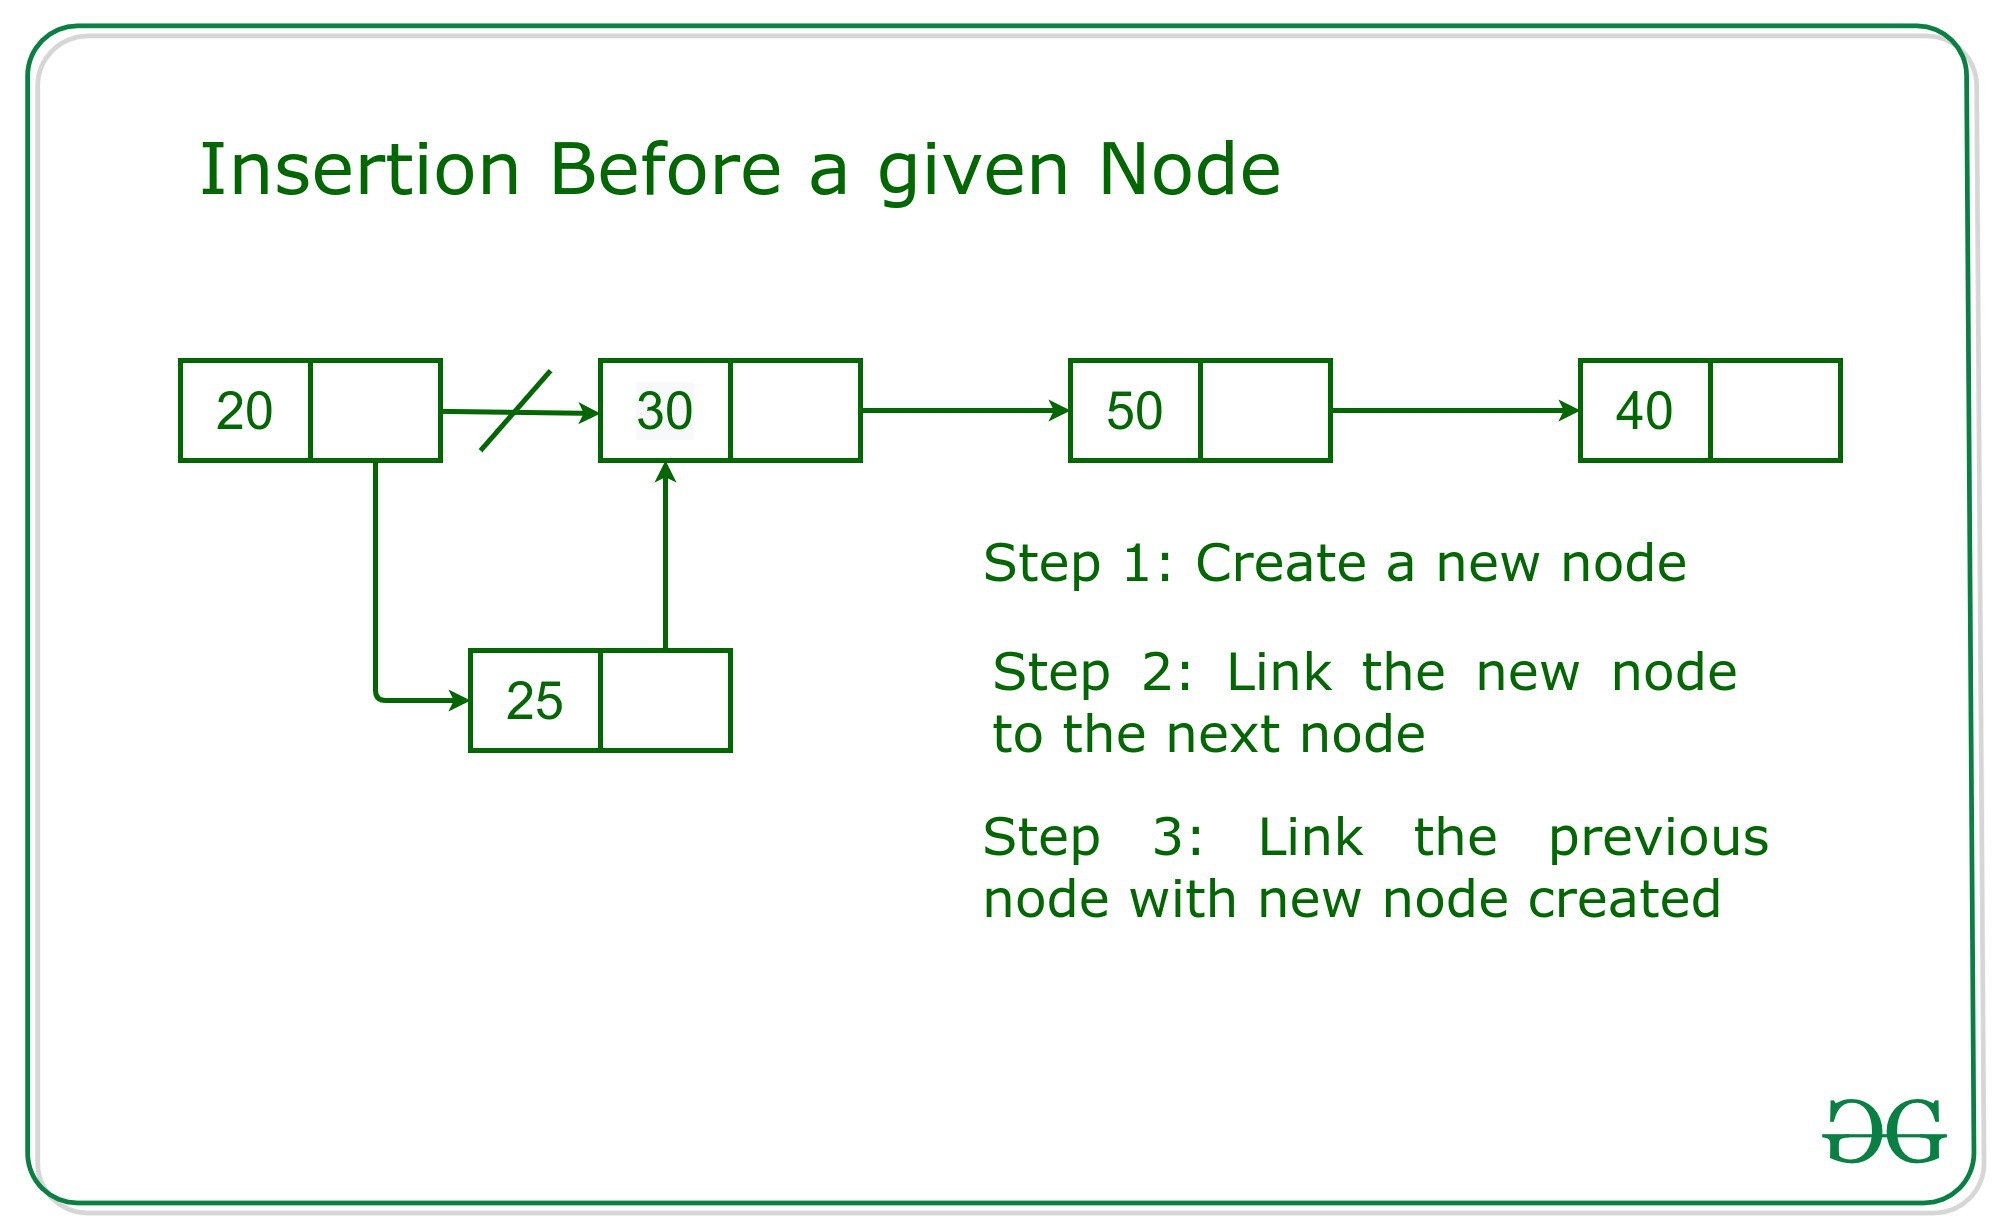 Insertion Before a given Node
20 30 50 40
25
Step 1: Create a new node
Step 2: Link the new node
to the next node
Step 3: Link the previous
node with new node created
GG